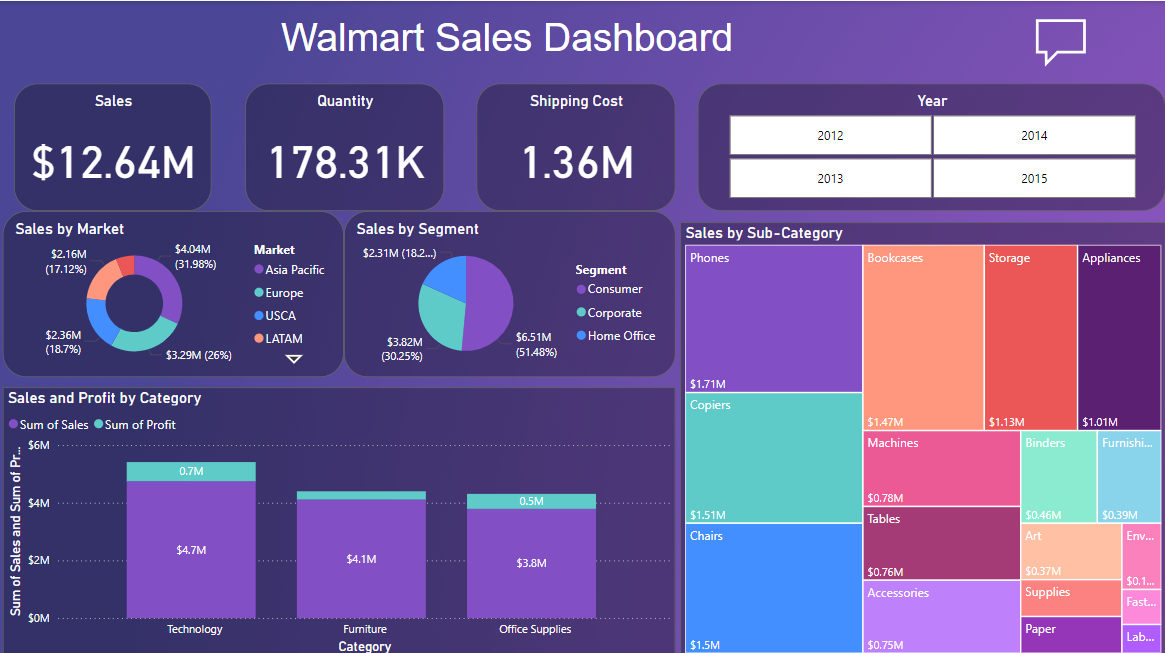 Walmart Sales Dashboard
Sales
$12.64M
Quantity
178.31K
Shipping Cost
1.36M
Year
2012
2014
2013
2015
Sales by Market
$4.04M
(31.98%)
$3.29M (26%)
$2.36M
(18.7%)
$2.16M
(17.12%)
Market
Asia Pacific
Europe
USCA
LATAM
Sales by Segment
$2.31M (18.2...)
$6.51M
(51.48%)
$3.82M
(30.25%)
Segment
Consumer
Corporate
Home Office
Sales and Profit by Category
Sum of Sales
Sum of Profit
Sum of Sales and Sum of Pr...
$6M
$4M
$2M
$0M
0.7M
$4.7M
$4.1M
0.5M
$3.8M
Technology
Furniture
Office Supplies
Category
Sales by Sub-Category
Phones
$1.71M
Copiers
$1.51M
Chairs
$1.5M
Bookcases
$1.47M
Storage
$1.13M
Appliances
$1.01M
Machines
$0.78M
Tables
$0.76M
Accessories
$0.75M
Binders
$0.46M
Furnishi...
$0.39M
Art
$0.37M
Supplies
Paper
Env...
$0.1...
Fast...
Lab...